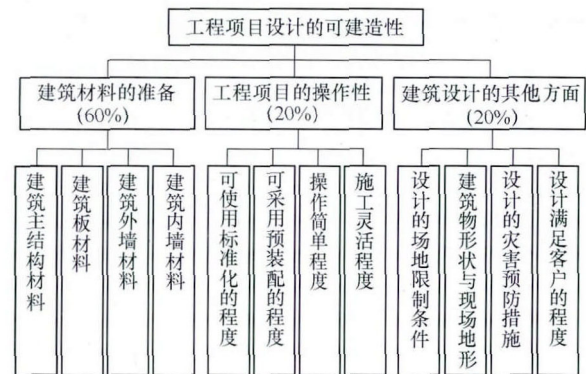 工程项目设计的可建造性
建筑材料的准备
(60%)
工程项目的操作性
(20%)
建筑设计的其他方面
(20%)
建筑主结构材料
建筑板材料
建筑外墙材料
建筑内墙材料
可使用标准化的程度
可采用预装配的程度
操作简单程度
施工灵活程度
设计的场地限制条件
建筑物形状与现场地形
设计的灾害预防措施
设计满足客户的程度